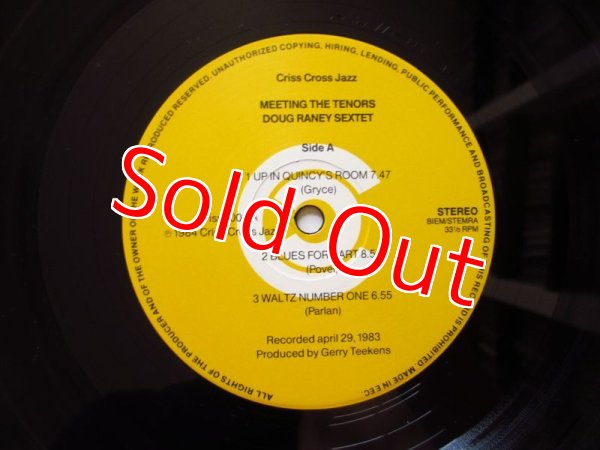 ALL RIGHTS OF THE PRODUCER AND OF THE OWNER OF THE REPRODUCED RESERVED. UNAUTHORIZED COPYING, HIRING, LENDING, PUBLIC PERFORMANCE AND BROADCASTING OF THIS IS PROHIBITED. MADE IN EEC.
Criss Cross Jazz
MEETING THE TENORS
DOUG RANEY SEXTET
Side A
1 UP IN QUINCY'S ROOM 7.47
(Gryce)
STEREO
BIEM/STEMRA
33⅓ RPM
℗ 1984 Criss Cross Jazz
2 BLUES FOR
3 WALTZ NUMBER ONE 6.55
(Parlan)
Recorded april 29, 1983
Produced by Gerry Teekens
Sold Out